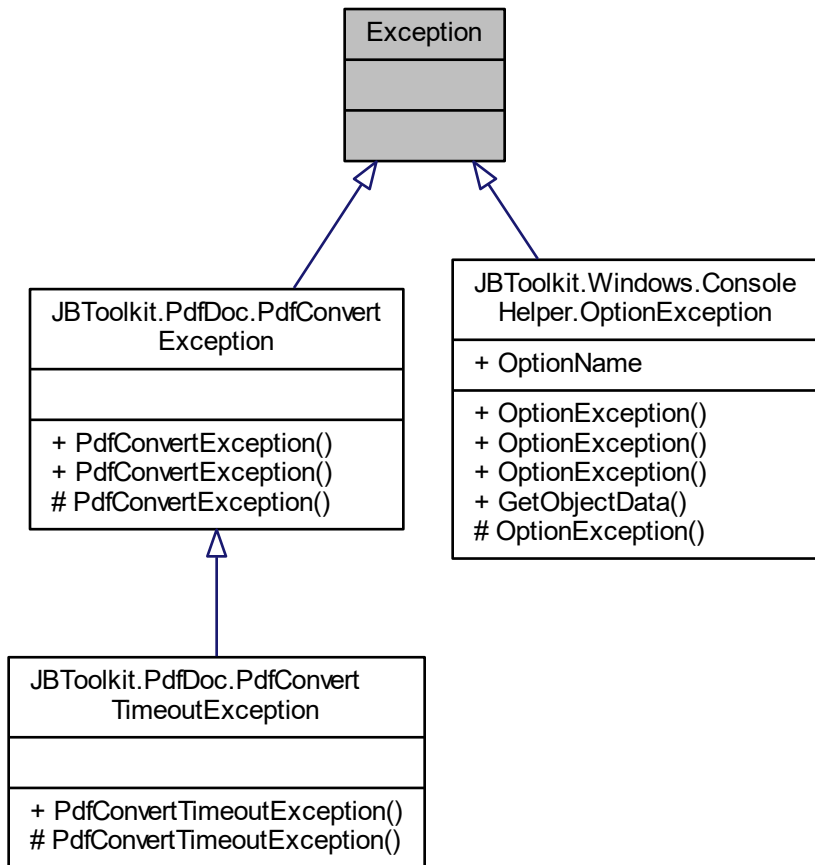 Exception
JBToolkit.PdfDoc.PdfConvert
Exception
+ PdfConvertException()
+ PdfConvertException()
# PdfConvertException()
JBToolkit.Windows.Console
Helper.OptionException
+ OptionName
+ OptionException()
+ OptionException()
+ OptionException()
+ GetObjectData()
# OptionException()
JBToolkit.PdfDoc.PdfConvert
TimeoutException
+ PdfConvertTimeoutException()
# PdfConvertTimeoutException()